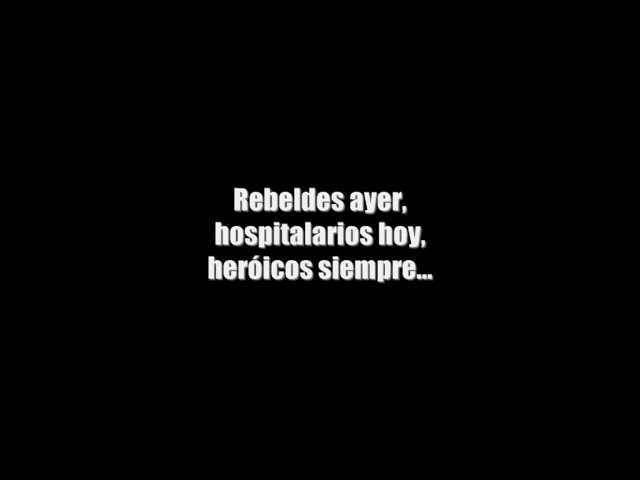 Rebeldes ayer,
hospitalarios hoy,
heróicos siempre...